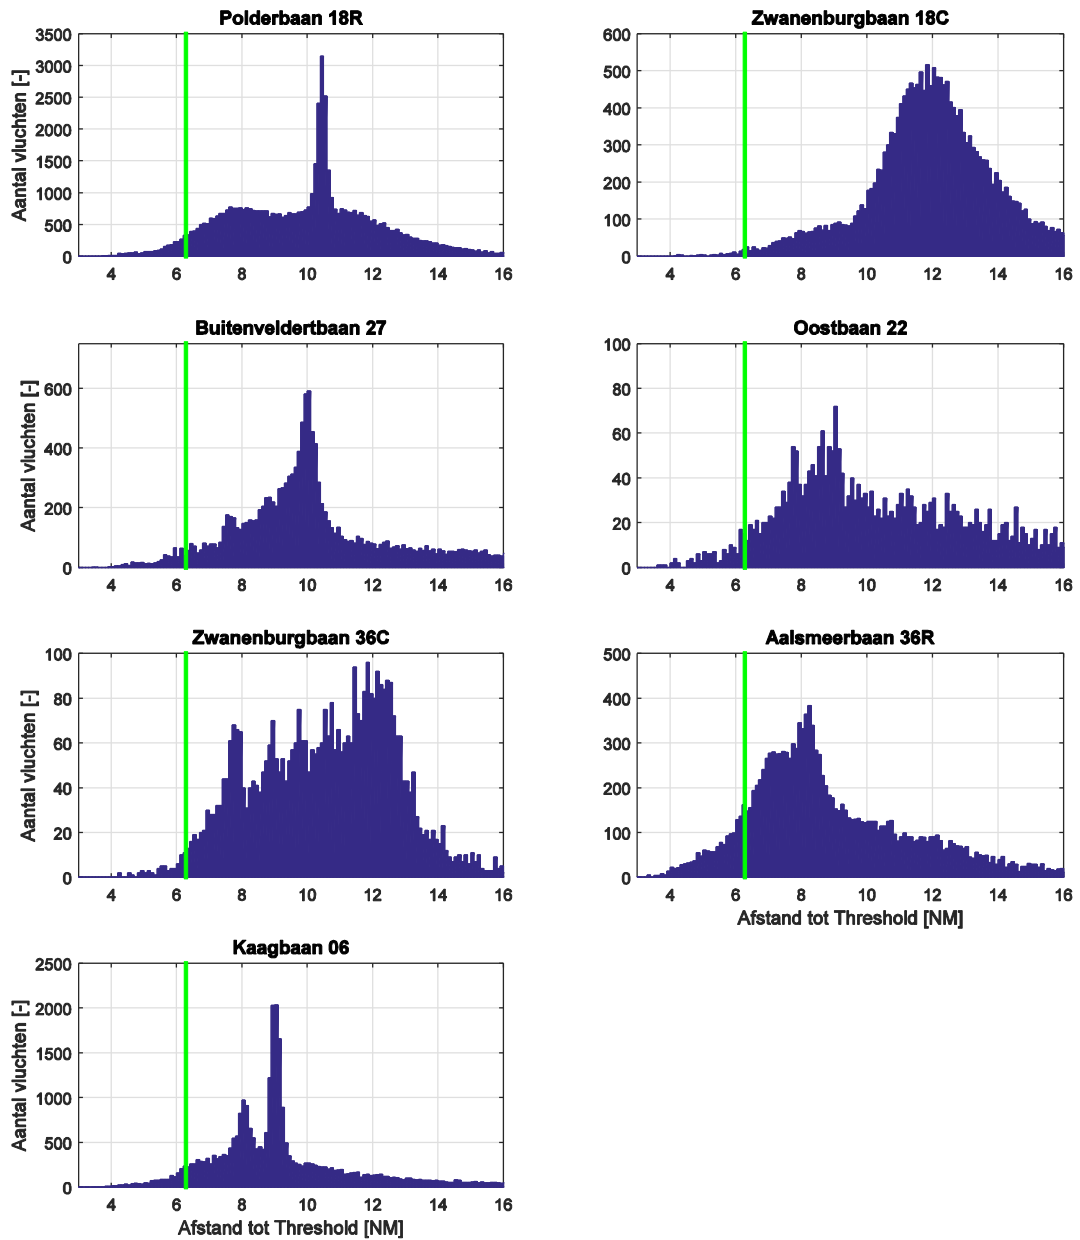 Polderbaan 18R
Aantal vluchten [-]
3500
3000
2500
2000
1500
1000
500
0
4 6 8 10 12 14 16
Zwanenburgbaan 18C
600
500
400
300
200
100
0
4 6 8 10 12 14 16
Buitenveldertbaan 27
Aantal vluchten [-]
600
400
200
0
4 6 8 10 12 14 16
Oostbaan 22
100
80
60
40
20
0
4 6 8 10 12 14 16
Zwanenburgbaan 36C
Aantal vluchten [-]
100
80
60
40
20
0
4 6 8 10 12 14 16
Aalsmeerbaan 36R
500
400
300
200
100
0
4 6 8 10 12 14 16
Afstand tot Threshold [NM]
Kaagbaan 06
Aantal vluchten [-]
2500
2000
1500
1000
500
0
4 6 8 10 12 14 16
Afstand tot Threshold [NM]